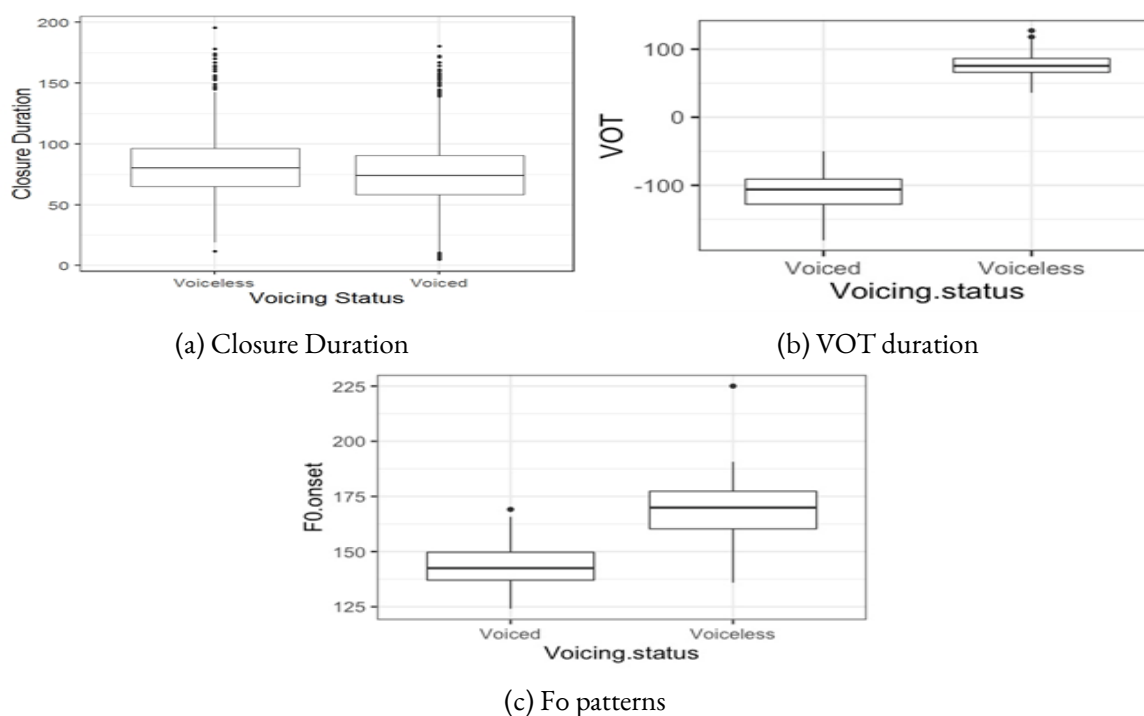 200
150
100
50
0
Closure Duration
Voiceless Voiced
Voicing Status
(a) Closure Duration
100
0
-100
VOT
Voiced Voiceless
Voicing.status
(b) VOT duration
225
200
175
150
125
F0.onset
Voiced Voiceless
Voicing.status
(c) Fo patterns